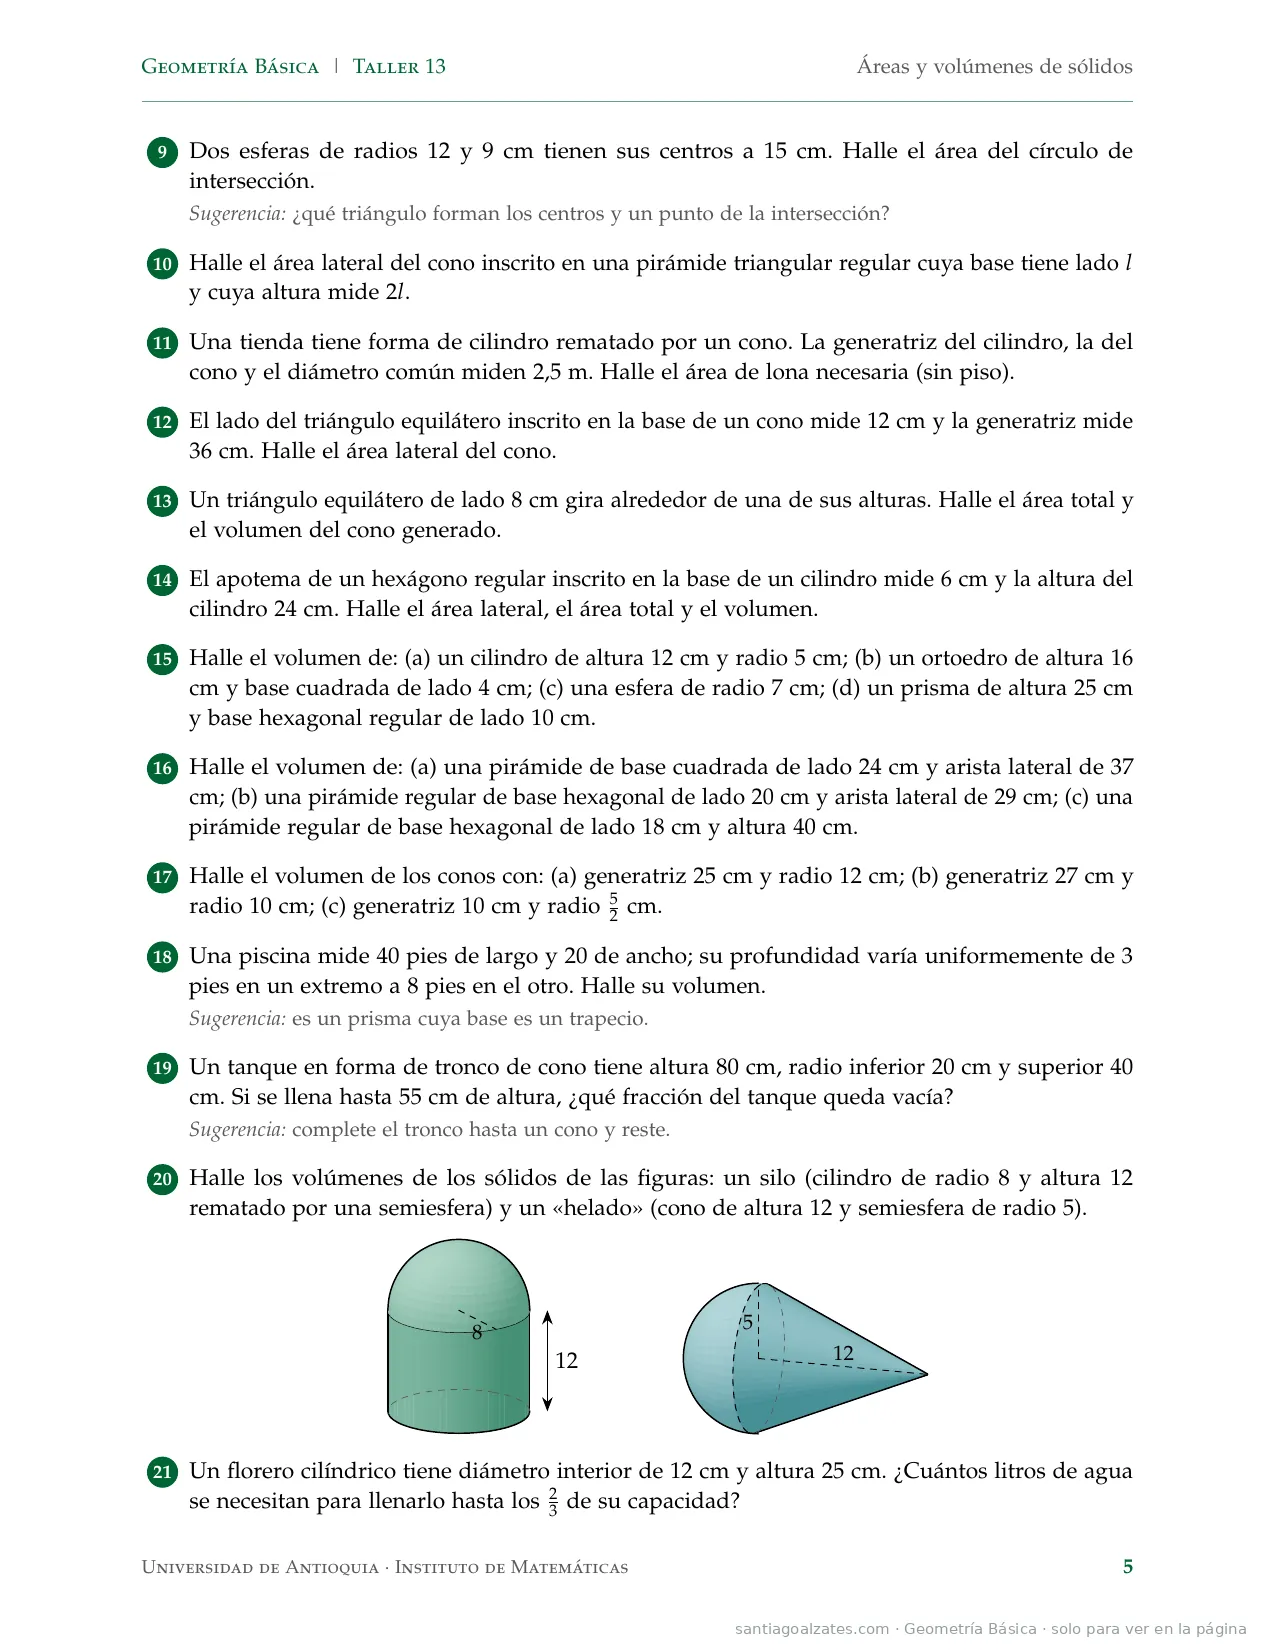 Geometría Básica | Taller 13
Áreas y volúmenes de sólidos
9 Dos esferas de radios 12 y 9 cm tienen sus centros a 15 cm. Halle el área del círculo de
intersección.
Sugerencia: ¿qué triángulo forman los centros y un punto de la intersección?
10 Halle el área lateral del cono inscrito en una pirámide triangular regular cuya base tiene lado l
y cuya altura mide 2l.
11 Una tienda tiene forma de cilindro rematado por un cono. La generatriz del cilindro, la del
cono y el diámetro común miden 2,5 m. Halle el área de lona necesaria (sin piso).
12 El lado del triángulo equilátero inscrito en la base de un cono mide 12 cm y la generatriz mide
36 cm. Halle el área lateral del cono.
13 Un triángulo equilátero de lado 8 cm gira alrededor de una de sus alturas. Halle el área total y
el volumen del cono generado.
14 El apotema de un hexágono regular inscrito en la base de un cilindro mide 6 cm y la altura del
cilindro 24 cm. Halle el área lateral, el área total y el volumen.
15 Halle el volumen de: (a) un cilindro de altura 12 cm y radio 5 cm; (b) un ortoedro de altura 16
cm y base cuadrada de lado 4 cm; (c) una esfera de radio 7 cm; (d) un prisma de altura 25 cm
y base hexagonal regular de lado 10 cm.
16 Halle el volumen de: (a) una pirámide de base cuadrada de lado 24 cm y arista lateral de 37
cm; (b) una pirámide regular de base hexagonal de lado 20 cm y arista lateral de 29 cm; (c) una
pirámide regular de base hexagonal de lado 18 cm y altura 40 cm.
17 Halle el volumen de los conos con: (a) generatriz 25 cm y radio 12 cm; (b) generatriz 27 cm y
radio 10 cm; (c) generatriz 10 cm y radio 5/2 cm.
18 Una piscina mide 40 pies de largo y 20 de ancho; su profundidad varía uniformemente de 3
pies en un extremo a 8 pies en el otro. Halle su volumen.
Sugerencia: es un prisma cuya base es un trapecio.
19 Un tanque en forma de tronco de cono tiene altura 80 cm, radio inferior 20 cm y superior 40
cm. Si se llena hasta 55 cm de altura, ¿qué fracción del tanque queda vacía?
Sugerencia: complete el tronco hasta un cono y reste.
20 Halle los volúmenes de los sólidos de las figuras: un silo (cilindro de radio 8 y altura 12
rematado por una semiesfera) y un «helado» (cono de altura 12 y semiesfera de radio 5).
8
12
5
12
21 Un florero cilíndrico tiene diámetro interior de 12 cm y altura 25 cm. ¿Cuántos litros de agua
se necesitan para llenarlo hasta los 2/3 de su capacidad?
Universidad de Antioquia · Instituto de Matemáticas
5
santiagoalzates.com · Geometría Básica · solo para ver en la página